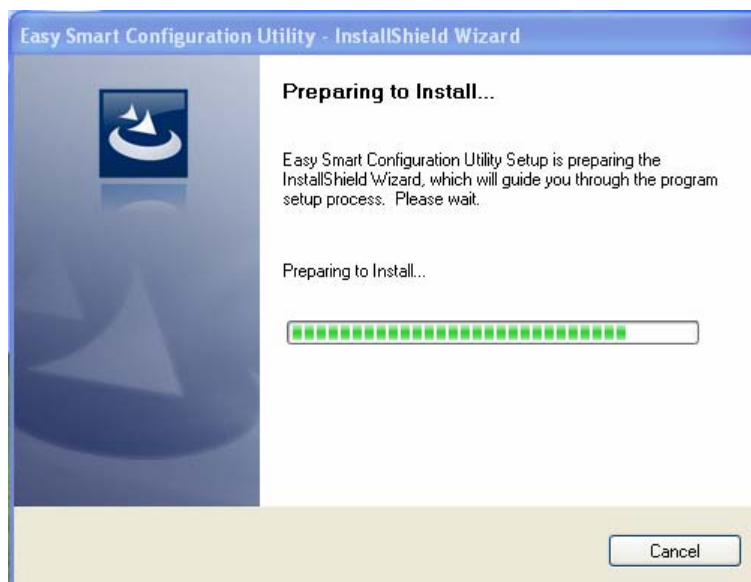 Easy Smart Configuration Utility - InstallShield Wizard
Preparing to Install...
Easy Smart Configuration Utility Setup is preparing the
InstallShield Wizard, which will guide you through the program
setup process.  Please wait.
Preparing to Install...
Cancel